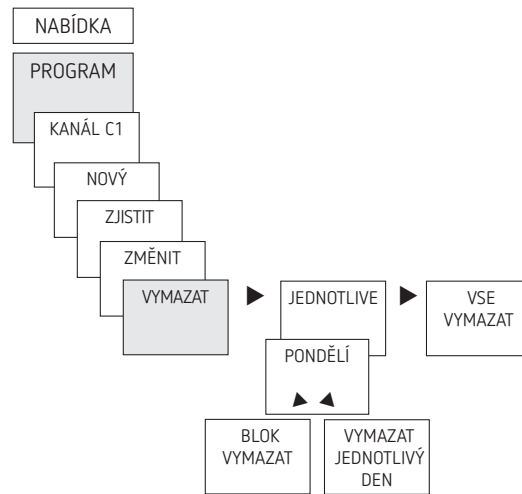 NABÍDKA
PROGRAM
KANÁL C1
NOVÝ
ZJISTIT
ZMĚNIT
VYMAZAT
JEDNOTLIVE
VSE
VYMAZAT
PONDĚLÍ
BLOK
VYMAZAT
VYMAZAT
JEDNOTLIVÝ
DEN